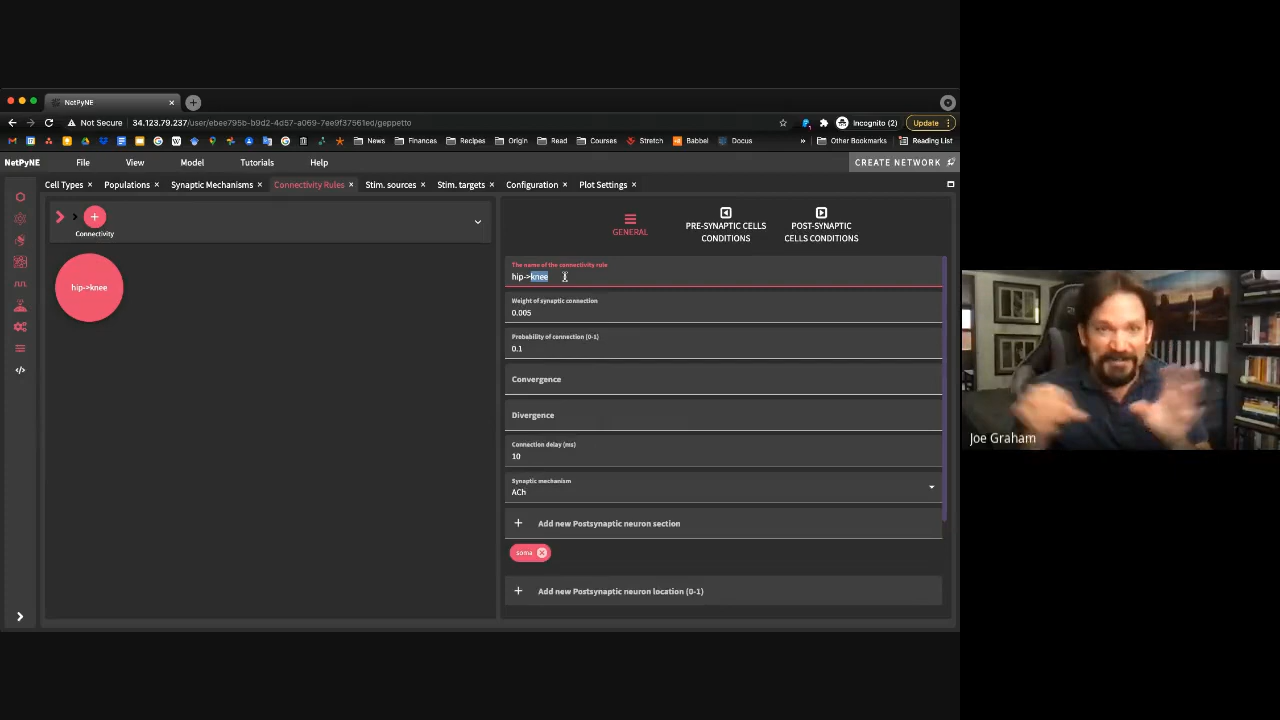 NetPyNE
Not Secure 34.123.79.237/user/ebee795b-b9d2-4d57-a069-7ee9f37561ed/geppetto
Incognito (2)
Update
News
Finances
Recipes
Origin
Read
Courses
Stretch
Babbel
Docus
»
Other Bookmarks
Reading List
NetPyNE File View Model Tutorials Help
CREATE NETWORK
Cell Types × Populations × Synaptic Mechanisms × Connectivity Rules × Stim. sources × Stim. targets × Configuration × Plot Settings ×
Connectivity
hip->knee
GENERAL
PRE-SYNAPTIC CELLS
CONDITIONS
POST-SYNAPTIC
CELLS CONDITIONS
The name of the connectivity rule
hip->knee
Weight of synaptic connection
0.005
Probability of connection (0-1)
0.1
Convergence
Divergence
Connection delay (ms)
10
Synaptic mechanism
ACh
+ Add new Postsynaptic neuron section
soma
+ Add new Postsynaptic neuron location (0-1)
Joe Graham